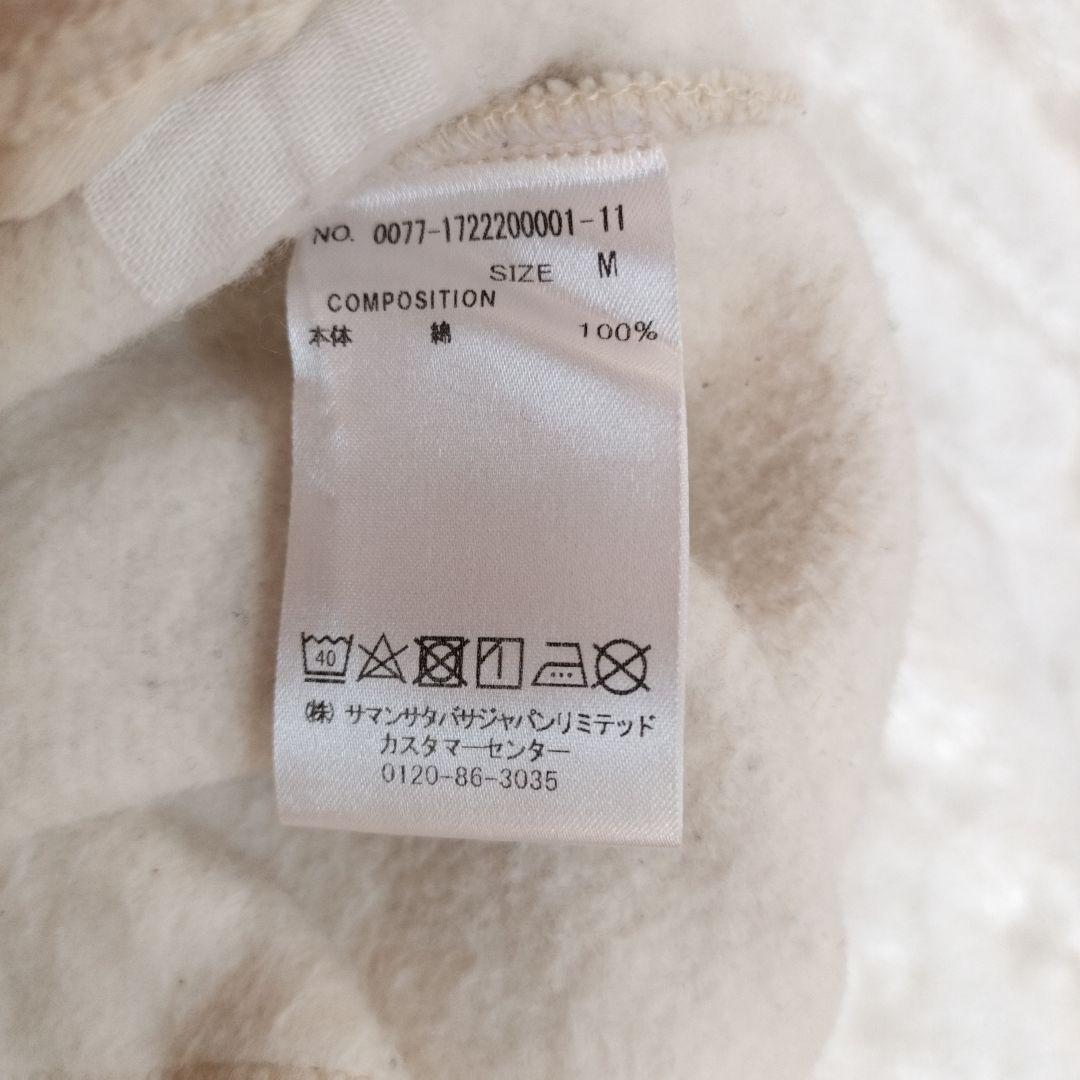 NO. 0077-1722200001-11
SIZE M
COMPOSITION
本体 綿 100%
40
(株) サマンサタバサジャパンリミテッド
カスタマーセンター
0120-86-3035